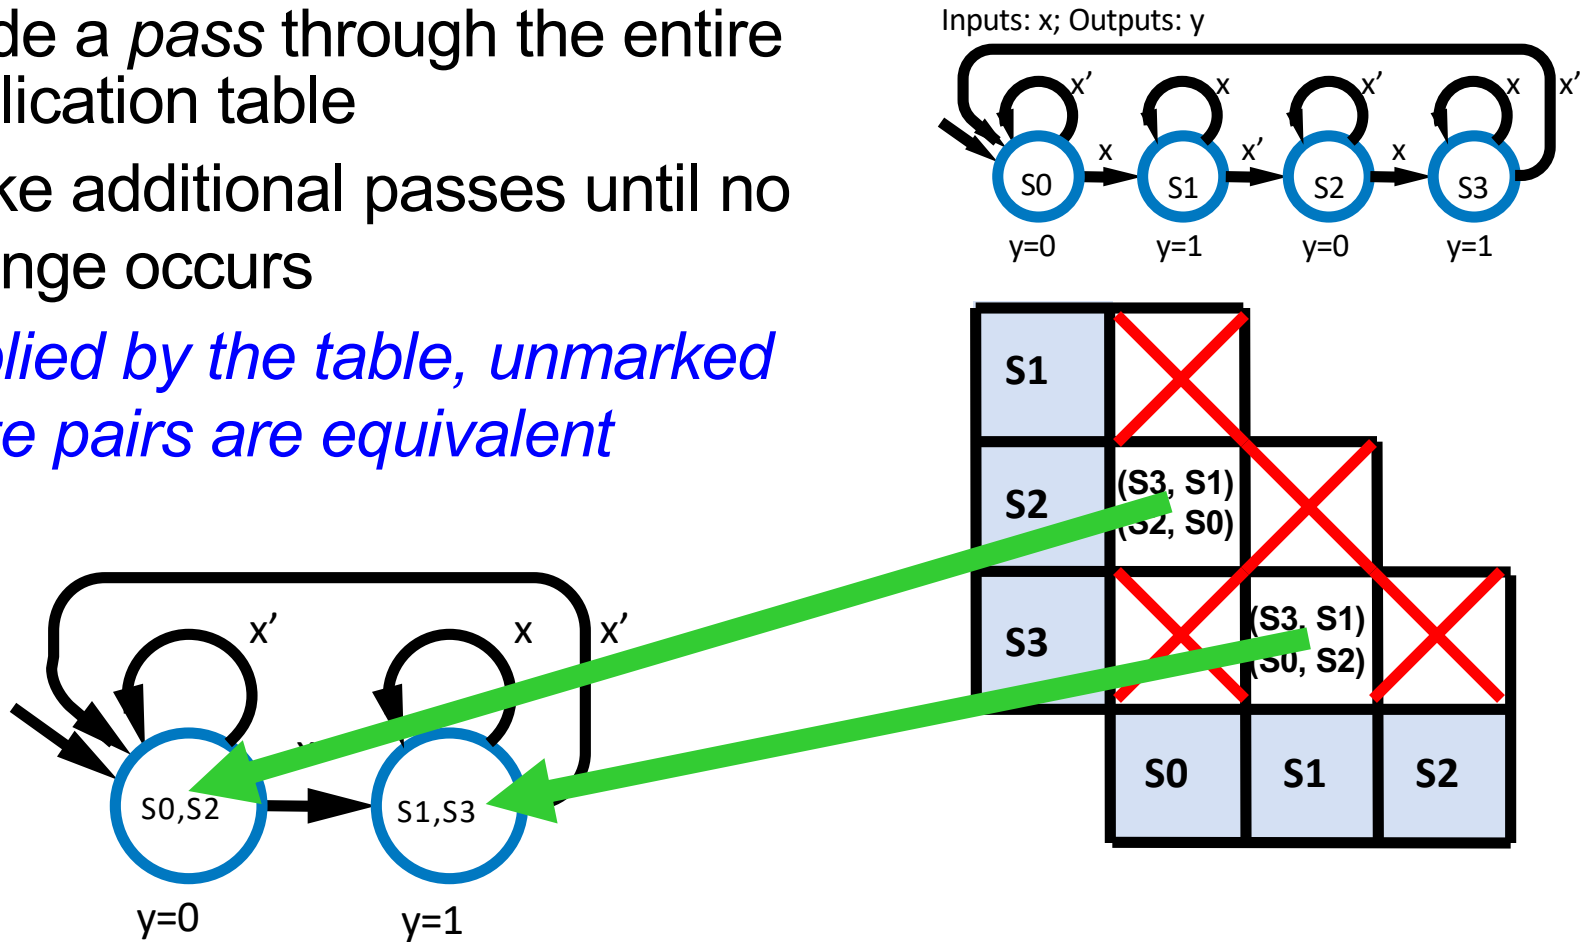 de a pass through the entire
lication table
ke additional passes until no
nge occurs
plied by the table, unmarked
te pairs are equivalent
Inputs: x; Outputs: y
x’ x x’ x x’
x x’ x
S0 S1 S2 S3
y=0 y=1 y=0 y=1
S1
S2 (S3, S1)
(S2, S0)
S3 (S3, S1)
(S0, S2)
S0 S1 S2
x’ x x’
S0,S2 S1,S3
y=0 y=1